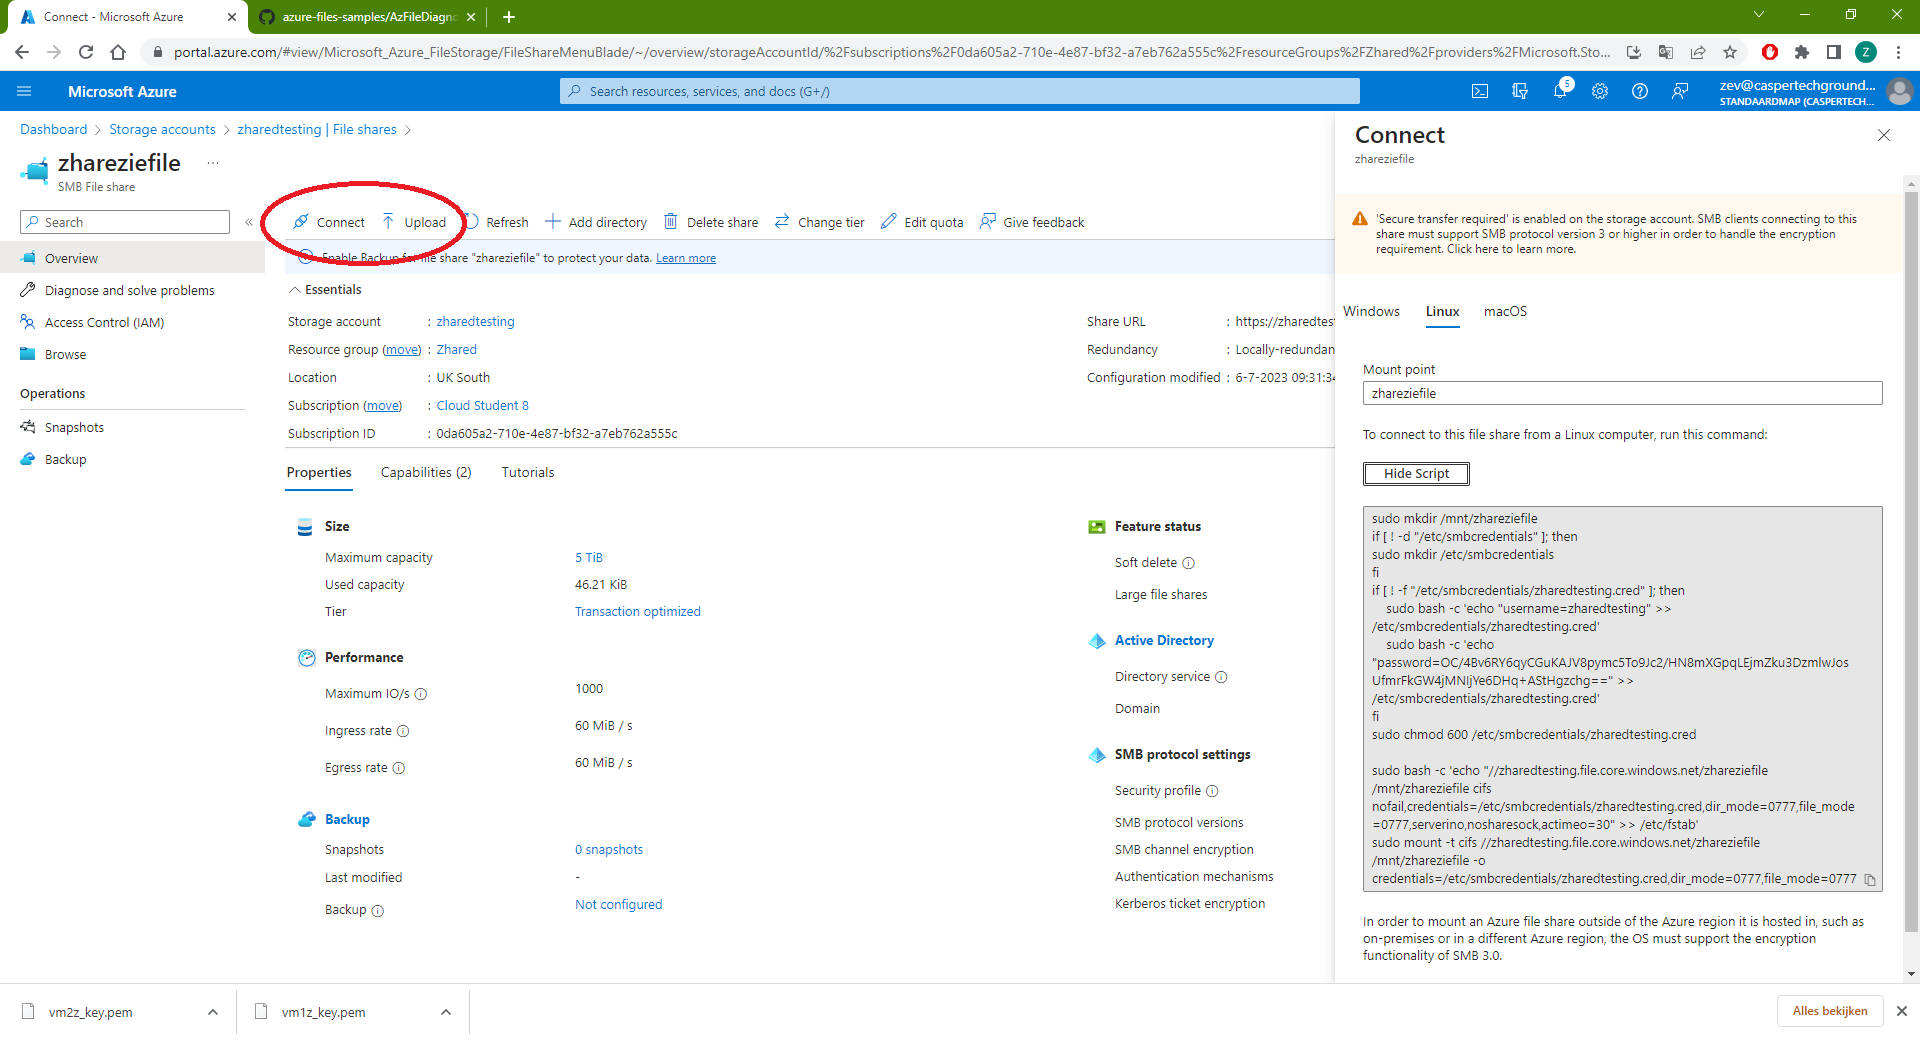 Connect - Microsoft Azure
azure-files-samples/AzFileDiagno
portal.azure.com/#view/Microsoft_Azure_FileStorage/FileShareMenuBlade/~/overview/storageAccountId/%2Fsubscriptions%2F0da605a2-710e-4e87-bf32-a7eb762a555c%2FresourceGroups%2FZhared%2Fproviders%2FMicrosoft.Sto...
Z
Microsoft Azure
Search resources, services, and docs (G+/)
5
zev@caspertechground...
STANDAARDMAP (CASPERTECH...
Dashboard > Storage accounts > zharedtesting | File shares >
zhareziefile ...
SMB File share
Search
«
Overview
Diagnose and solve problems
Access Control (IAM)
Browse
Operations
Snapshots
Backup
Connect Upload Refresh Add directory Delete share Change tier Edit quota Give feedback
Enable Backup for file share "zhareziefile" to protect your data. Learn more
Essentials
Storage account : zharedtesting
Resource group (move) : Zhared
Location : UK South
Subscription (move) : Cloud Student 8
Subscription ID : 0da605a2-710e-4e87-bf32-a7eb762a555c
Share URL : https://zharedtes
Redundancy : Locally-redundan
Configuration modified : 6-7-2023 09:31:34
Properties Capabilities (2) Tutorials
Size
Maximum capacity 5 TiB
Used capacity 46.21 KiB
Tier Transaction optimized
Performance
Maximum IO/s 1000
Ingress rate 60 MiB / s
Egress rate 60 MiB / s
Backup
Snapshots 0 snapshots
Last modified -
Backup Not configured
Feature status
Soft delete
Large file shares
Active Directory
Directory service
Domain
SMB protocol settings
Security profile
SMB protocol versions
SMB channel encryption
Authentication mechanisms
Kerberos ticket encryption
Connect
zhareziefile
'Secure transfer required' is enabled on the storage account. SMB clients connecting to this
share must support SMB protocol version 3 or higher in order to handle the encryption
requirement. Click here to learn more.
Windows Linux macOS
Mount point
zhareziefile
To connect to this file share from a Linux computer, run this command:
Hide Script
sudo mkdir /mnt/zhareziefile
if [ ! -d "/etc/smbcredentials" ]; then
sudo mkdir /etc/smbcredentials
fi
if [ ! -f "/etc/smbcredentials/zharedtesting.cred" ]; then
sudo bash -c 'echo "username=zharedtesting" >>
/etc/smbcredentials/zharedtesting.cred'
sudo bash -c 'echo
"password=OC/4Bv6RY6qyCGuKAJV8pymc5To9Jc2/HN8mXGpqLEjmZku3DzmlwJos
UfmrFkGW4jMNIjYe6DHq+AStHgzchg==" >>
/etc/smbcredentials/zharedtesting.cred'
fi
sudo chmod 600 /etc/smbcredentials/zharedtesting.cred
sudo bash -c 'echo "//zharedtesting.file.core.windows.net/zhareziefile
/mnt/zhareziefile cifs
nofail,credentials=/etc/smbcredentials/zharedtesting.cred,dir_mode=0777,file_mode
=0777,serverino,nosharesock,actimeo=30" >> /etc/fstab'
sudo mount -t cifs //zharedtesting.file.core.windows.net/zhareziefile
/mnt/zhareziefile -o
credentials=/etc/smbcredentials/zharedtesting.cred,dir_mode=0777,file_mode=0777
In order to mount an Azure file share outside of the Azure region it is hosted in, such as
on-premises or in a different Azure region, the OS must support the encryption
functionality of SMB 3.0.
vm2z_key.pem
vm1z_key.pem
Alles bekijken